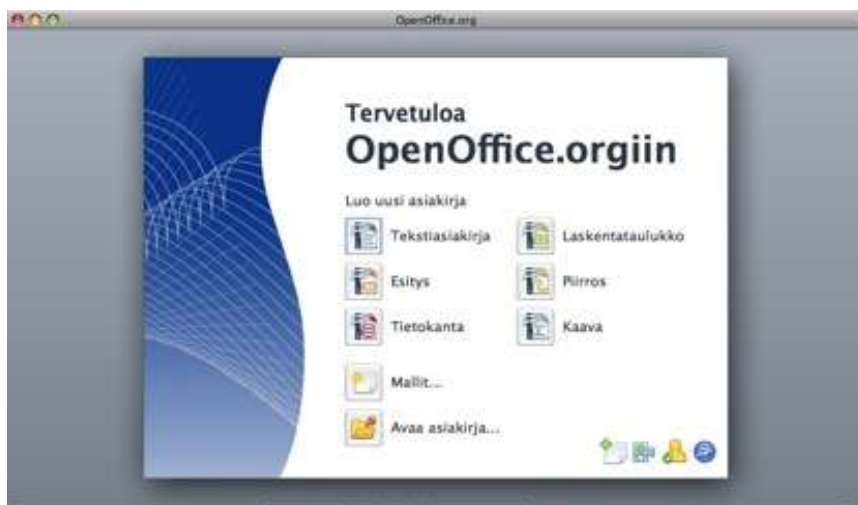 OpenOffice.org
Tervetuloa
OpenOffice.orgiin
Luo uusi asiakirja
Tekstiasiakirja
Laskentataulukko
Esitys
Piirros
Tietokanta
Kaava
Mallit...
Avaa asiakirja...